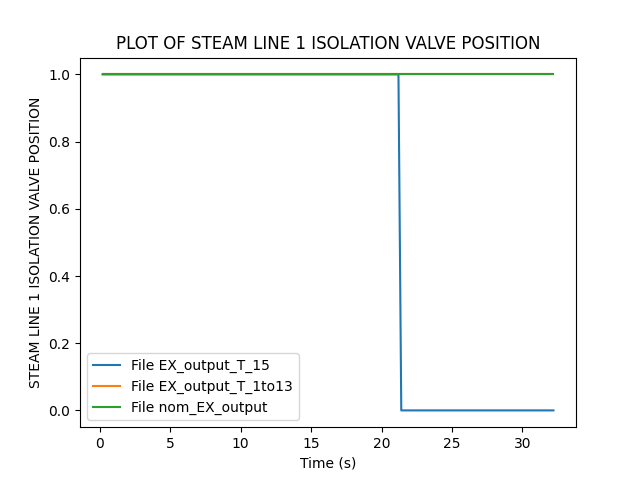 PLOT OF STEAM LINE 1 ISOLATION VALVE POSITION
STEAM LINE 1 ISOLATION VALVE POSITION
1.0
0.8
0.6
0.4
0.2
0.0
File EX_output_T_15
File EX_output_T_1to13
File nom_EX_output
0 5 10 15 20 25 30
Time (s)